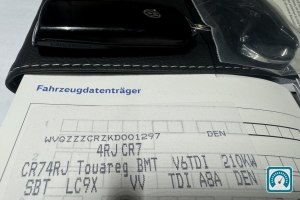 Fahrzeugdatenträger
WVGZZZCRZKD001297 DEN
4RJ CR7
CR74RJ Touareg BMT V6TDI 210KW
SBT LC9X VV TDI A8A DEN